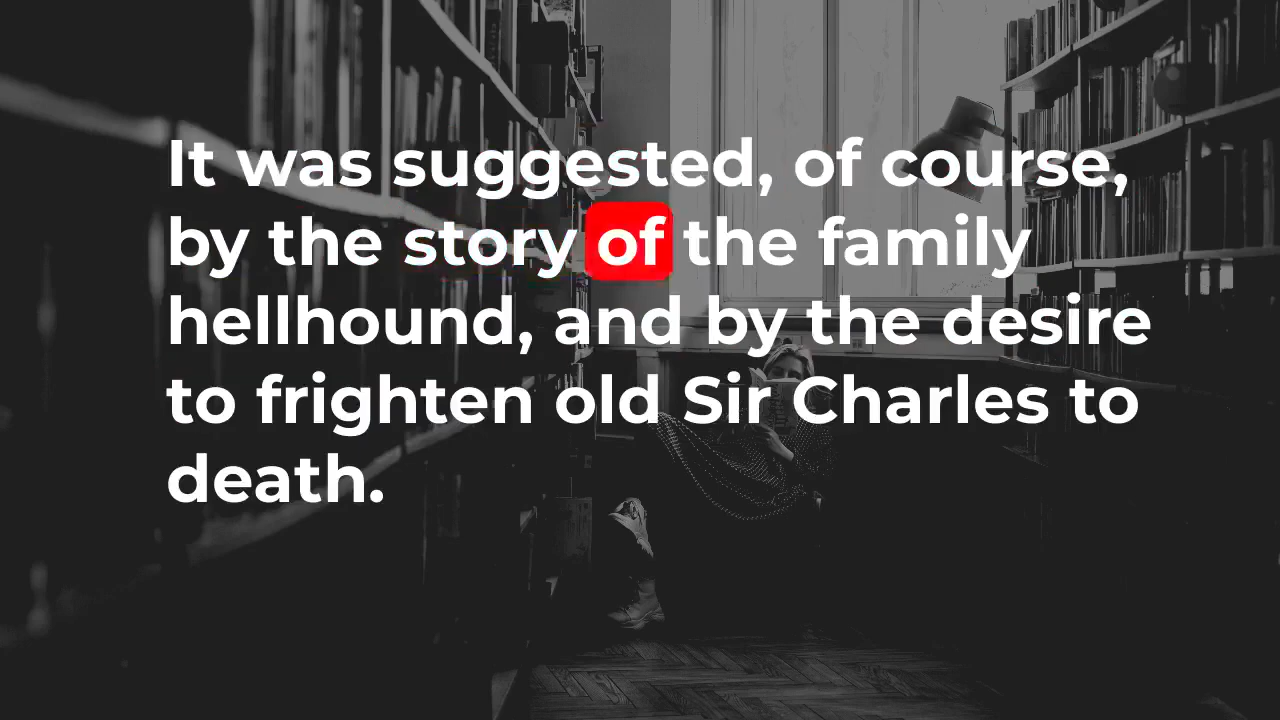 It was suggested, of course,
by the story of the family
hellhound, and by the desire
to frighten old Sir Charles to
death.